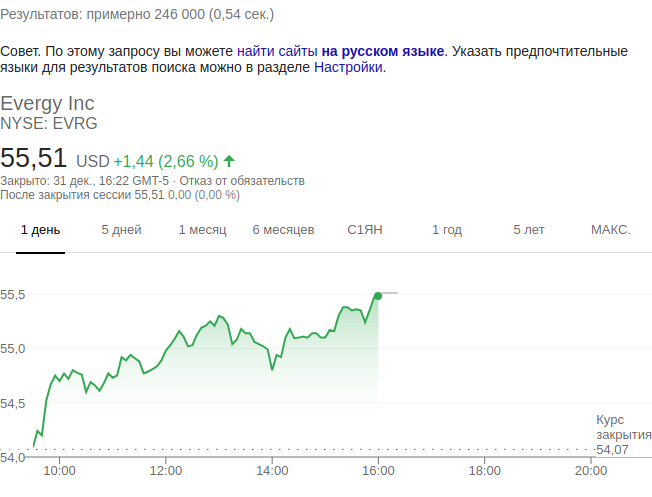 Результатов: примерно 246 000 (0,54 сек.)
Совет. По этому запросу вы можете найти сайты на русском языке. Указать предпочтительные
языки для результатов поиска можно в разделе Настройки.
Evergy Inc
NYSE: EVRG
55,51 USD +1,44 (2,66 %)
Закрыто: 31 дек., 16:22 GMT-5 · Отказ от обязательств
После закрытия сессии 55,51 0,00 (0,00 %)
1 день 5 дней 1 месяц 6 месяцев С1ЯН 1 год 5 лет МАКС.
55,5
55,0
54,5
Курс
закрытия
54,07
54,0
10:00 12:00 14:00 16:00 18:00 20:00